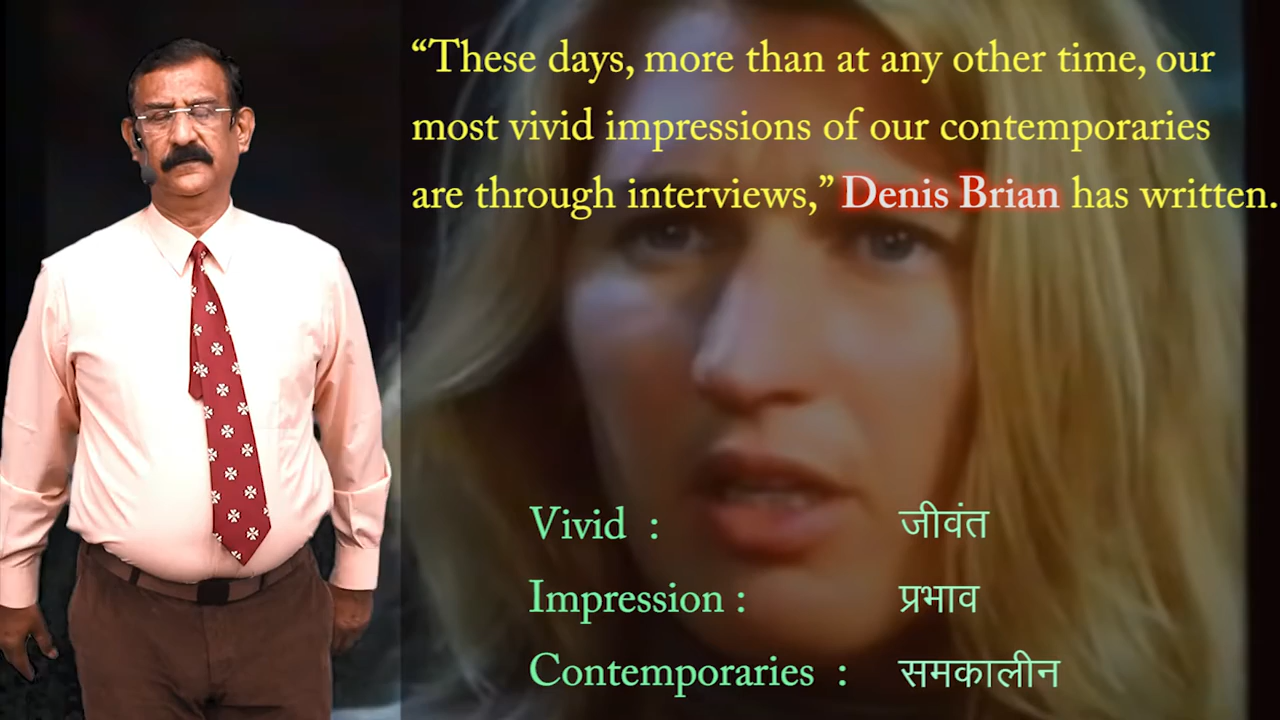 “These days, more than at any other time, our
most vivid impressions of our contemporaries
are through interviews,” Denis Brian has written.
Vivid : जीवंत
Impression : प्रभाव
Contemporaries : समकालीन